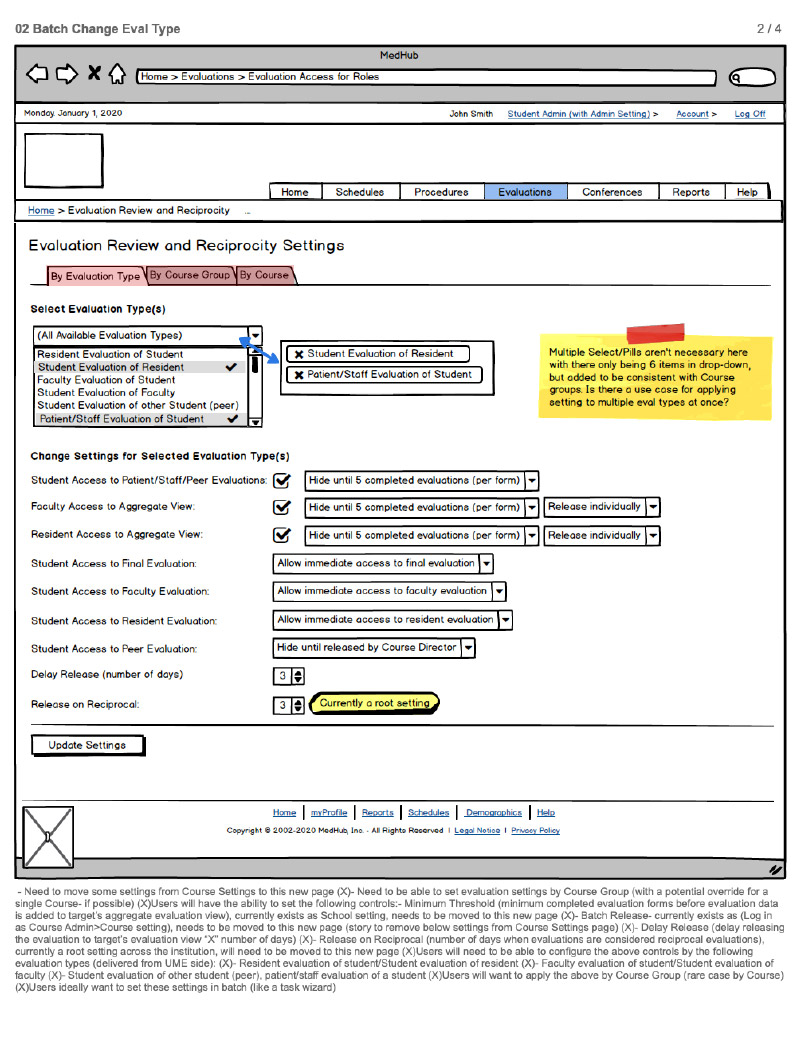 02 Batch Change Eval Type
2 / 4
MedHub
Home > Evaluations > Evaluation Access for Roles
Monday, January 1, 2020
John Smith Student Admin (with Admin Setting) > Account > Log Off
Home Schedules Procedures Evaluations Conferences Reports Help
Home > Evaluation Review and Reciprocity ...
Evaluation Review and Reciprocity Settings
By Evaluation Type By Course Group By Course
Select Evaluation Type(s)
(All Available Evaluation Types)
Resident Evaluation of Student
Student Evaluation of Resident
Faculty Evaluation of Student
Student Evaluation of Faculty
Student Evaluation of other Student (peer)
Patient/Staff Evaluation of Student
Student Evaluation of Resident
Patient/Staff Evaluation of Student
Multiple Select/Pills aren't necessary here
with there only being 6 items in drop-down,
but added to be consistent with Course
groups. Is there a use case for applying
setting to multiple eval types at once?
Change Settings for Selected Evaluation Type(s)
Student Access to Patient/Staff/Peer Evaluations: Hide until 5 completed evaluations (per form)
Faculty Access to Aggregate View: Hide until 5 completed evaluations (per form) Release individually
Resident Access to Aggregate View: Hide until 5 completed evaluations (per form) Release individually
Student Access to Final Evaluation: Allow immediate access to final evaluation
Student Access to Faculty Evaluation: Allow immediate access to faculty evaluation
Student Access to Resident Evaluation: Allow immediate access to resident evaluation
Student Access to Peer Evaluation: Hide until released by Course Director
Delay Release (number of days) 3
Release on Reciprocal: 3 Currently a root setting
Update Settings
Home | myProfile | Reports | Schedules | Demographics | Help
Copyright © 2002-2020 MedHub, Inc. - All Rights Reserved | Legal Notice | Privacy Policy
- Need to move some settings from Course Settings to this new page (X)- Need to be able to set evaluation settings by Course Group (with a potential override for a
single Course- if possible) (X)Users will have the ability to set the following controls:- Minimum Threshold (minimum completed evaluation forms before evaluation data
is added to target's aggregate evaluation view), currently exists as School setting, needs to be moved to this new page (X)- Batch Release- currently exists as (Log in
as Course Admin>Course setting), needs to be moved to this new page (story to remove below settings from Course Settings page) (X)- Delay Release (delay releasing
the evaluation to target's evaluation view "X" number of days) (X)- Release on Reciprocal (number of days when evaluations are considered reciprocal evaluations),
currently a root setting across the institution, will need to be moved to this new page (X)Users will need to be able to configure the above controls by the following
evaluation types (delivered from UME side): (X)- Resident evaluation of student/Student evaluation of resident (X)- Faculty evaluation of student/Student evaluation of
faculty (X)- Student evaluation of other student (peer), patient/staff evaluation of a student (X)Users will want to apply the above by Course Group (rare case by Course)
(X)Users ideally want to set these settings in batch (like a task wizard)